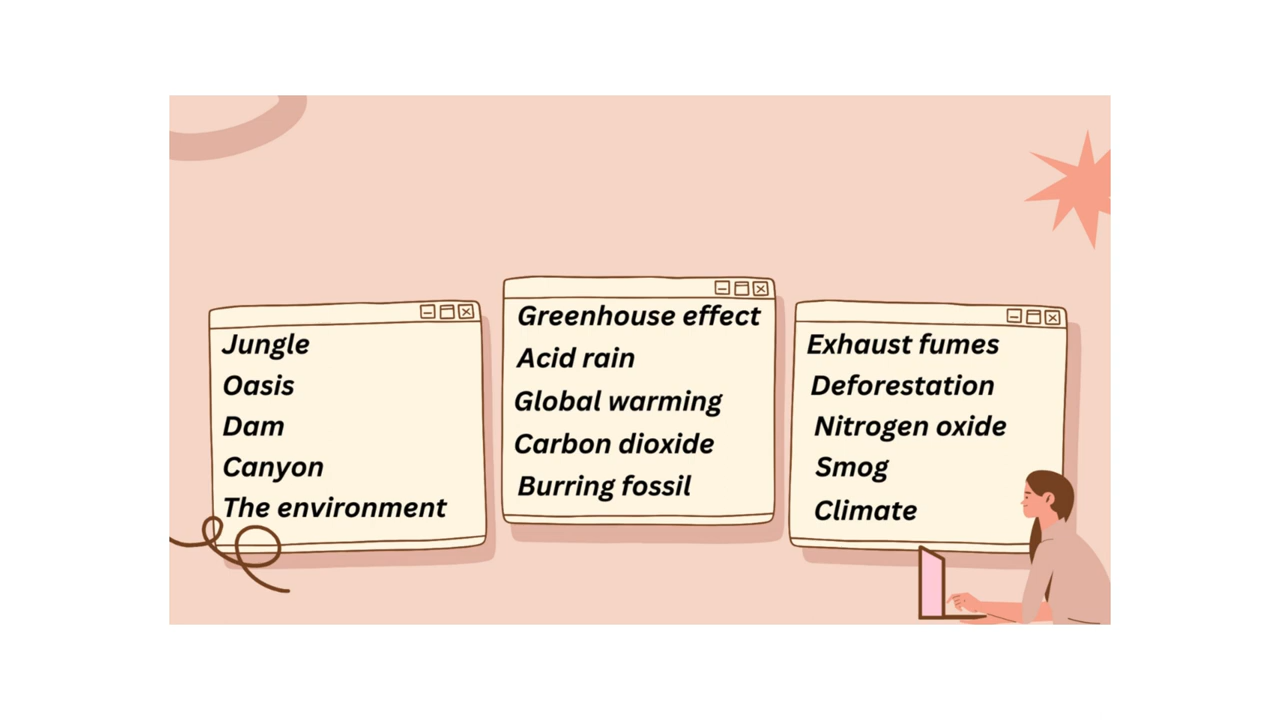 Jungle
Oasis
Dam
Canyon
The environment
Greenhouse effect
Acid rain
Global warming
Carbon dioxide
Burring fossil
Exhaust fumes
Deforestation
Nitrogen oxide
Smog
Climate